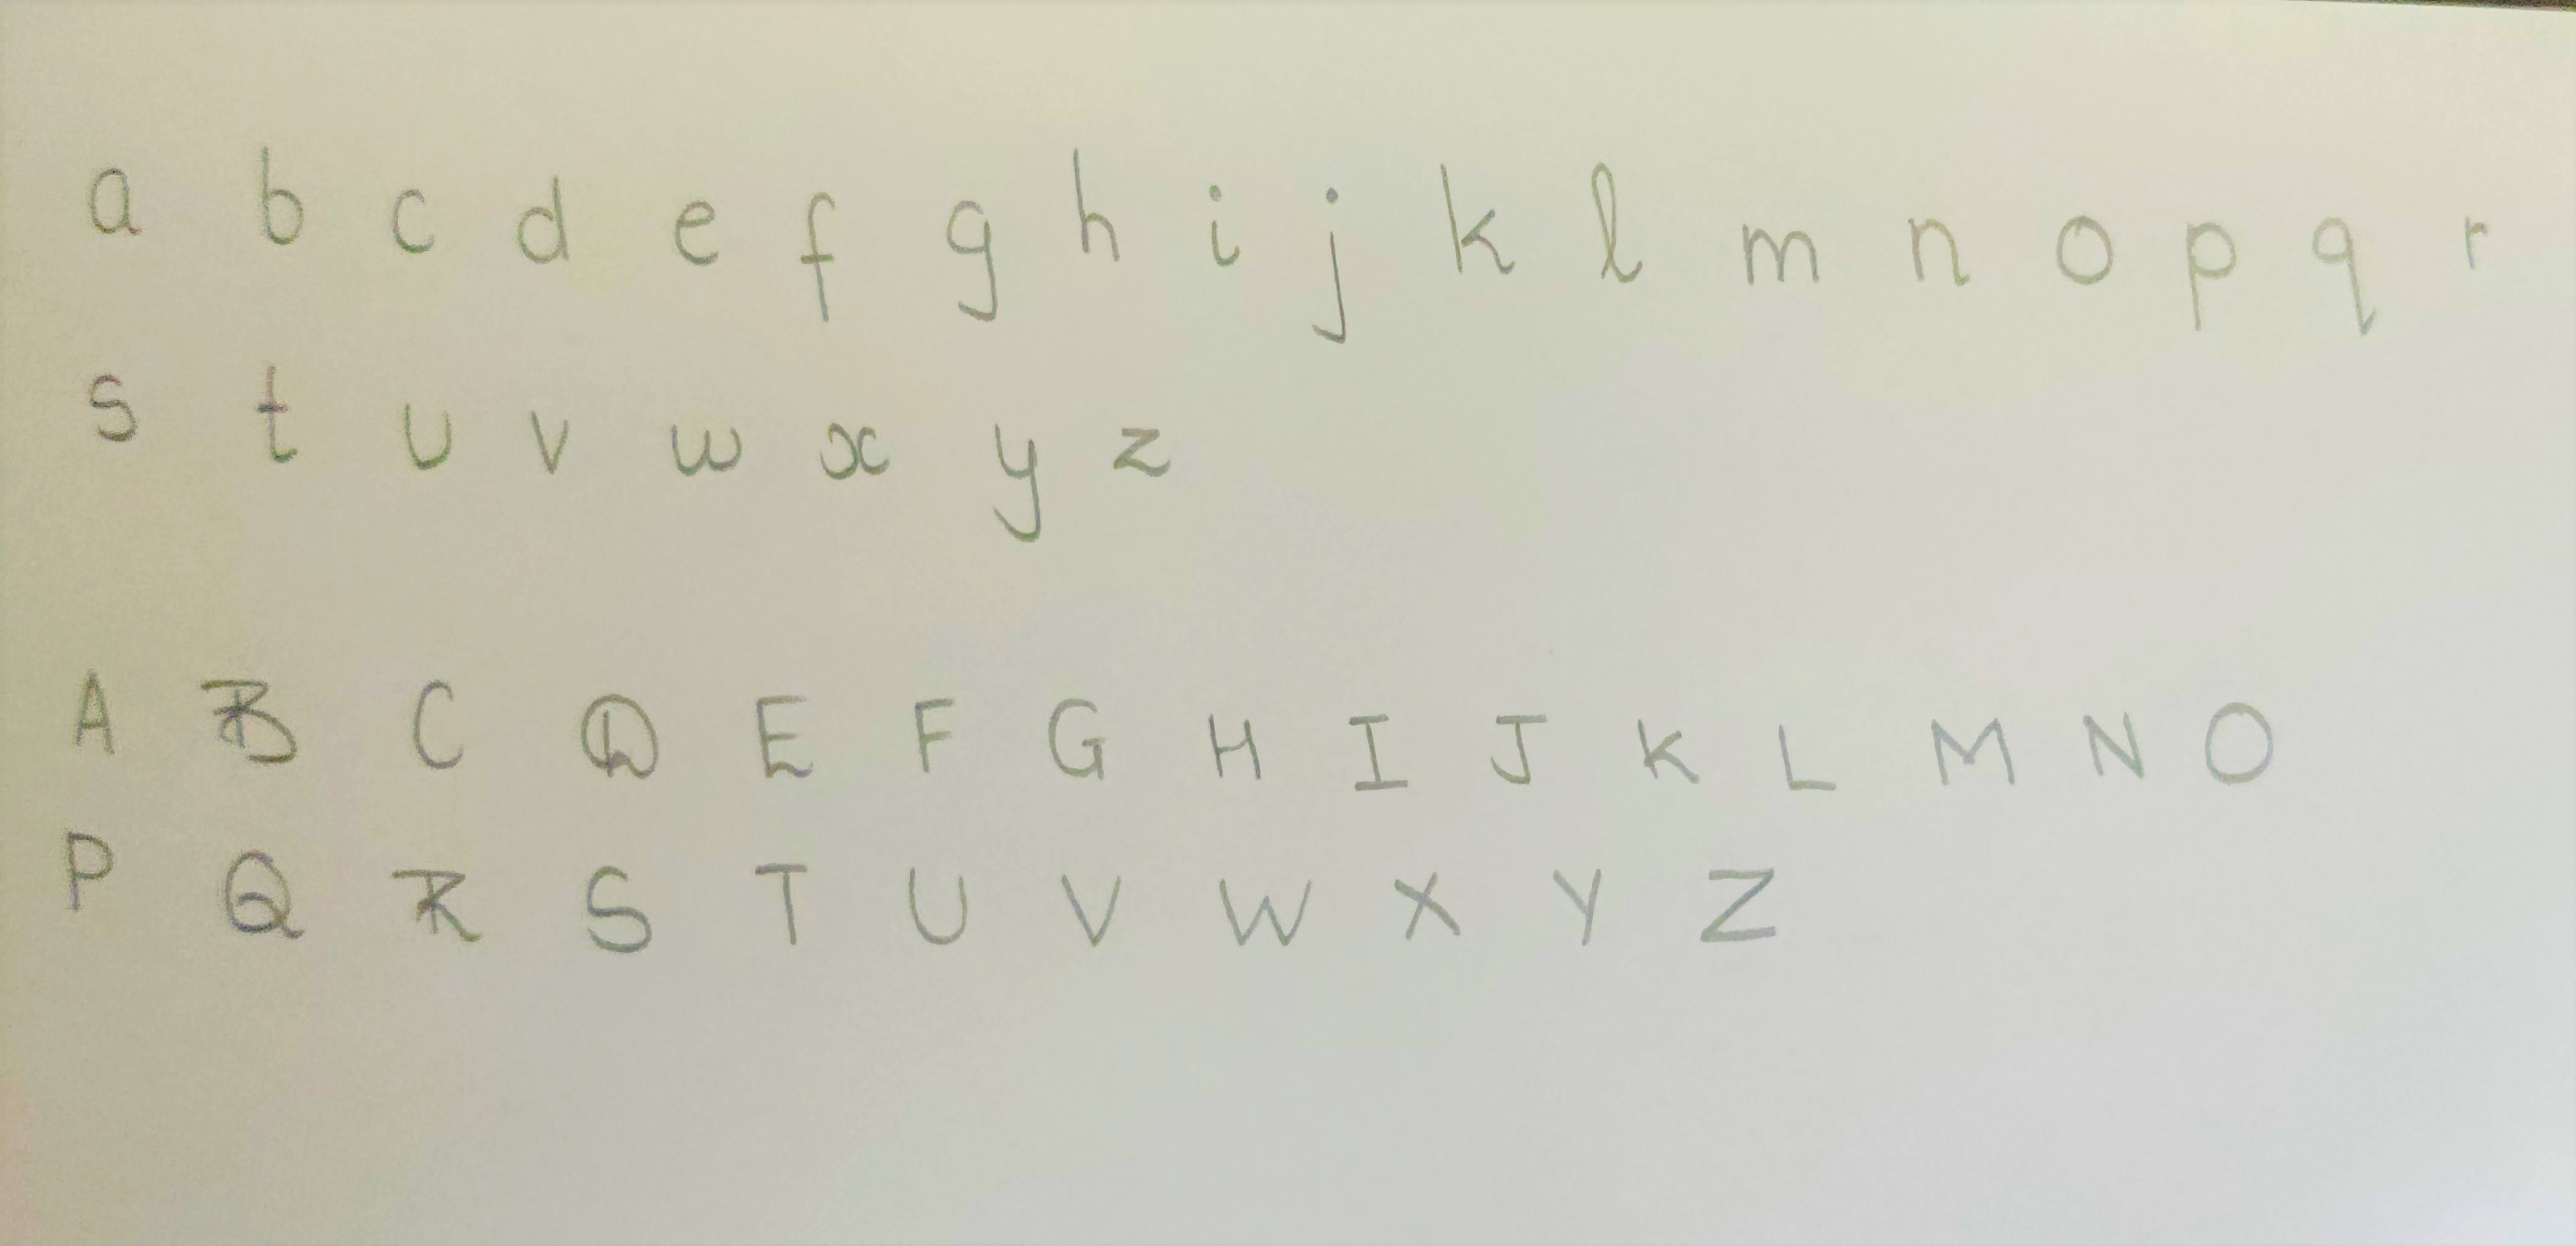 a b c d e f g h i j k l m n o p q r
s t u v w x y z
A B C D E F G H I J K L M N O
P Q R S T U V W X Y Z